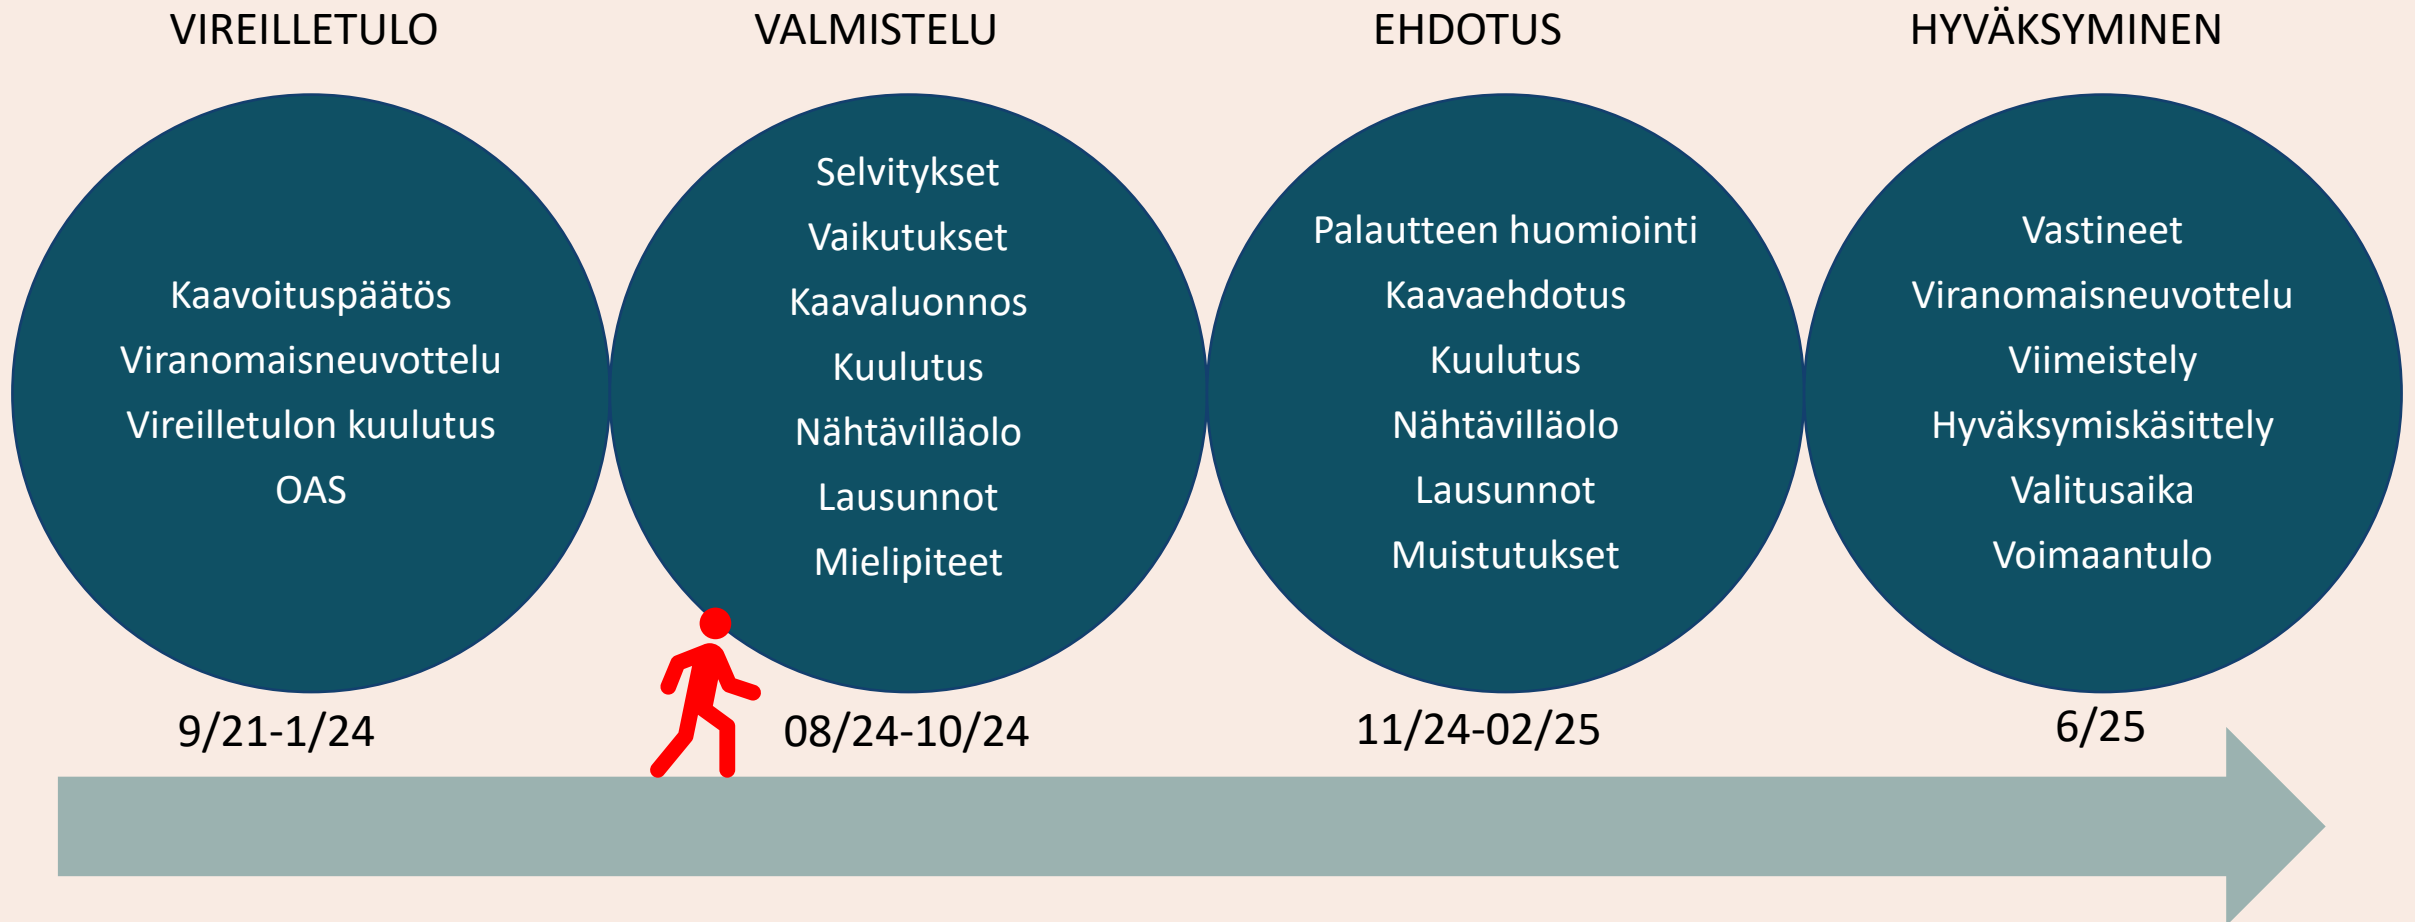 VIREILLETULO
Kaavoituspäätös
Viranomaisneuvottelu
Vireilletulon kuulutus
OAS
9/21-1/24
VALMISTELU
Selvitykset
Vaikutukset
Kaavaluonnos
Kuulutus
Nähtävilläolo
Lausunnot
Mielipiteet
08/24-10/24
EHDOTUS
Palautteen huomiointi
Kaavaehdotus
Kuulutus
Nähtävilläolo
Lausunnot
Muistutukset
11/24-02/25
HYVÄKSYMINEN
Vastineet
Viranomaisneuvottelu
Viimeistely
Hyväksymiskäsittely
Valitusaika
Voimaantulo
6/25